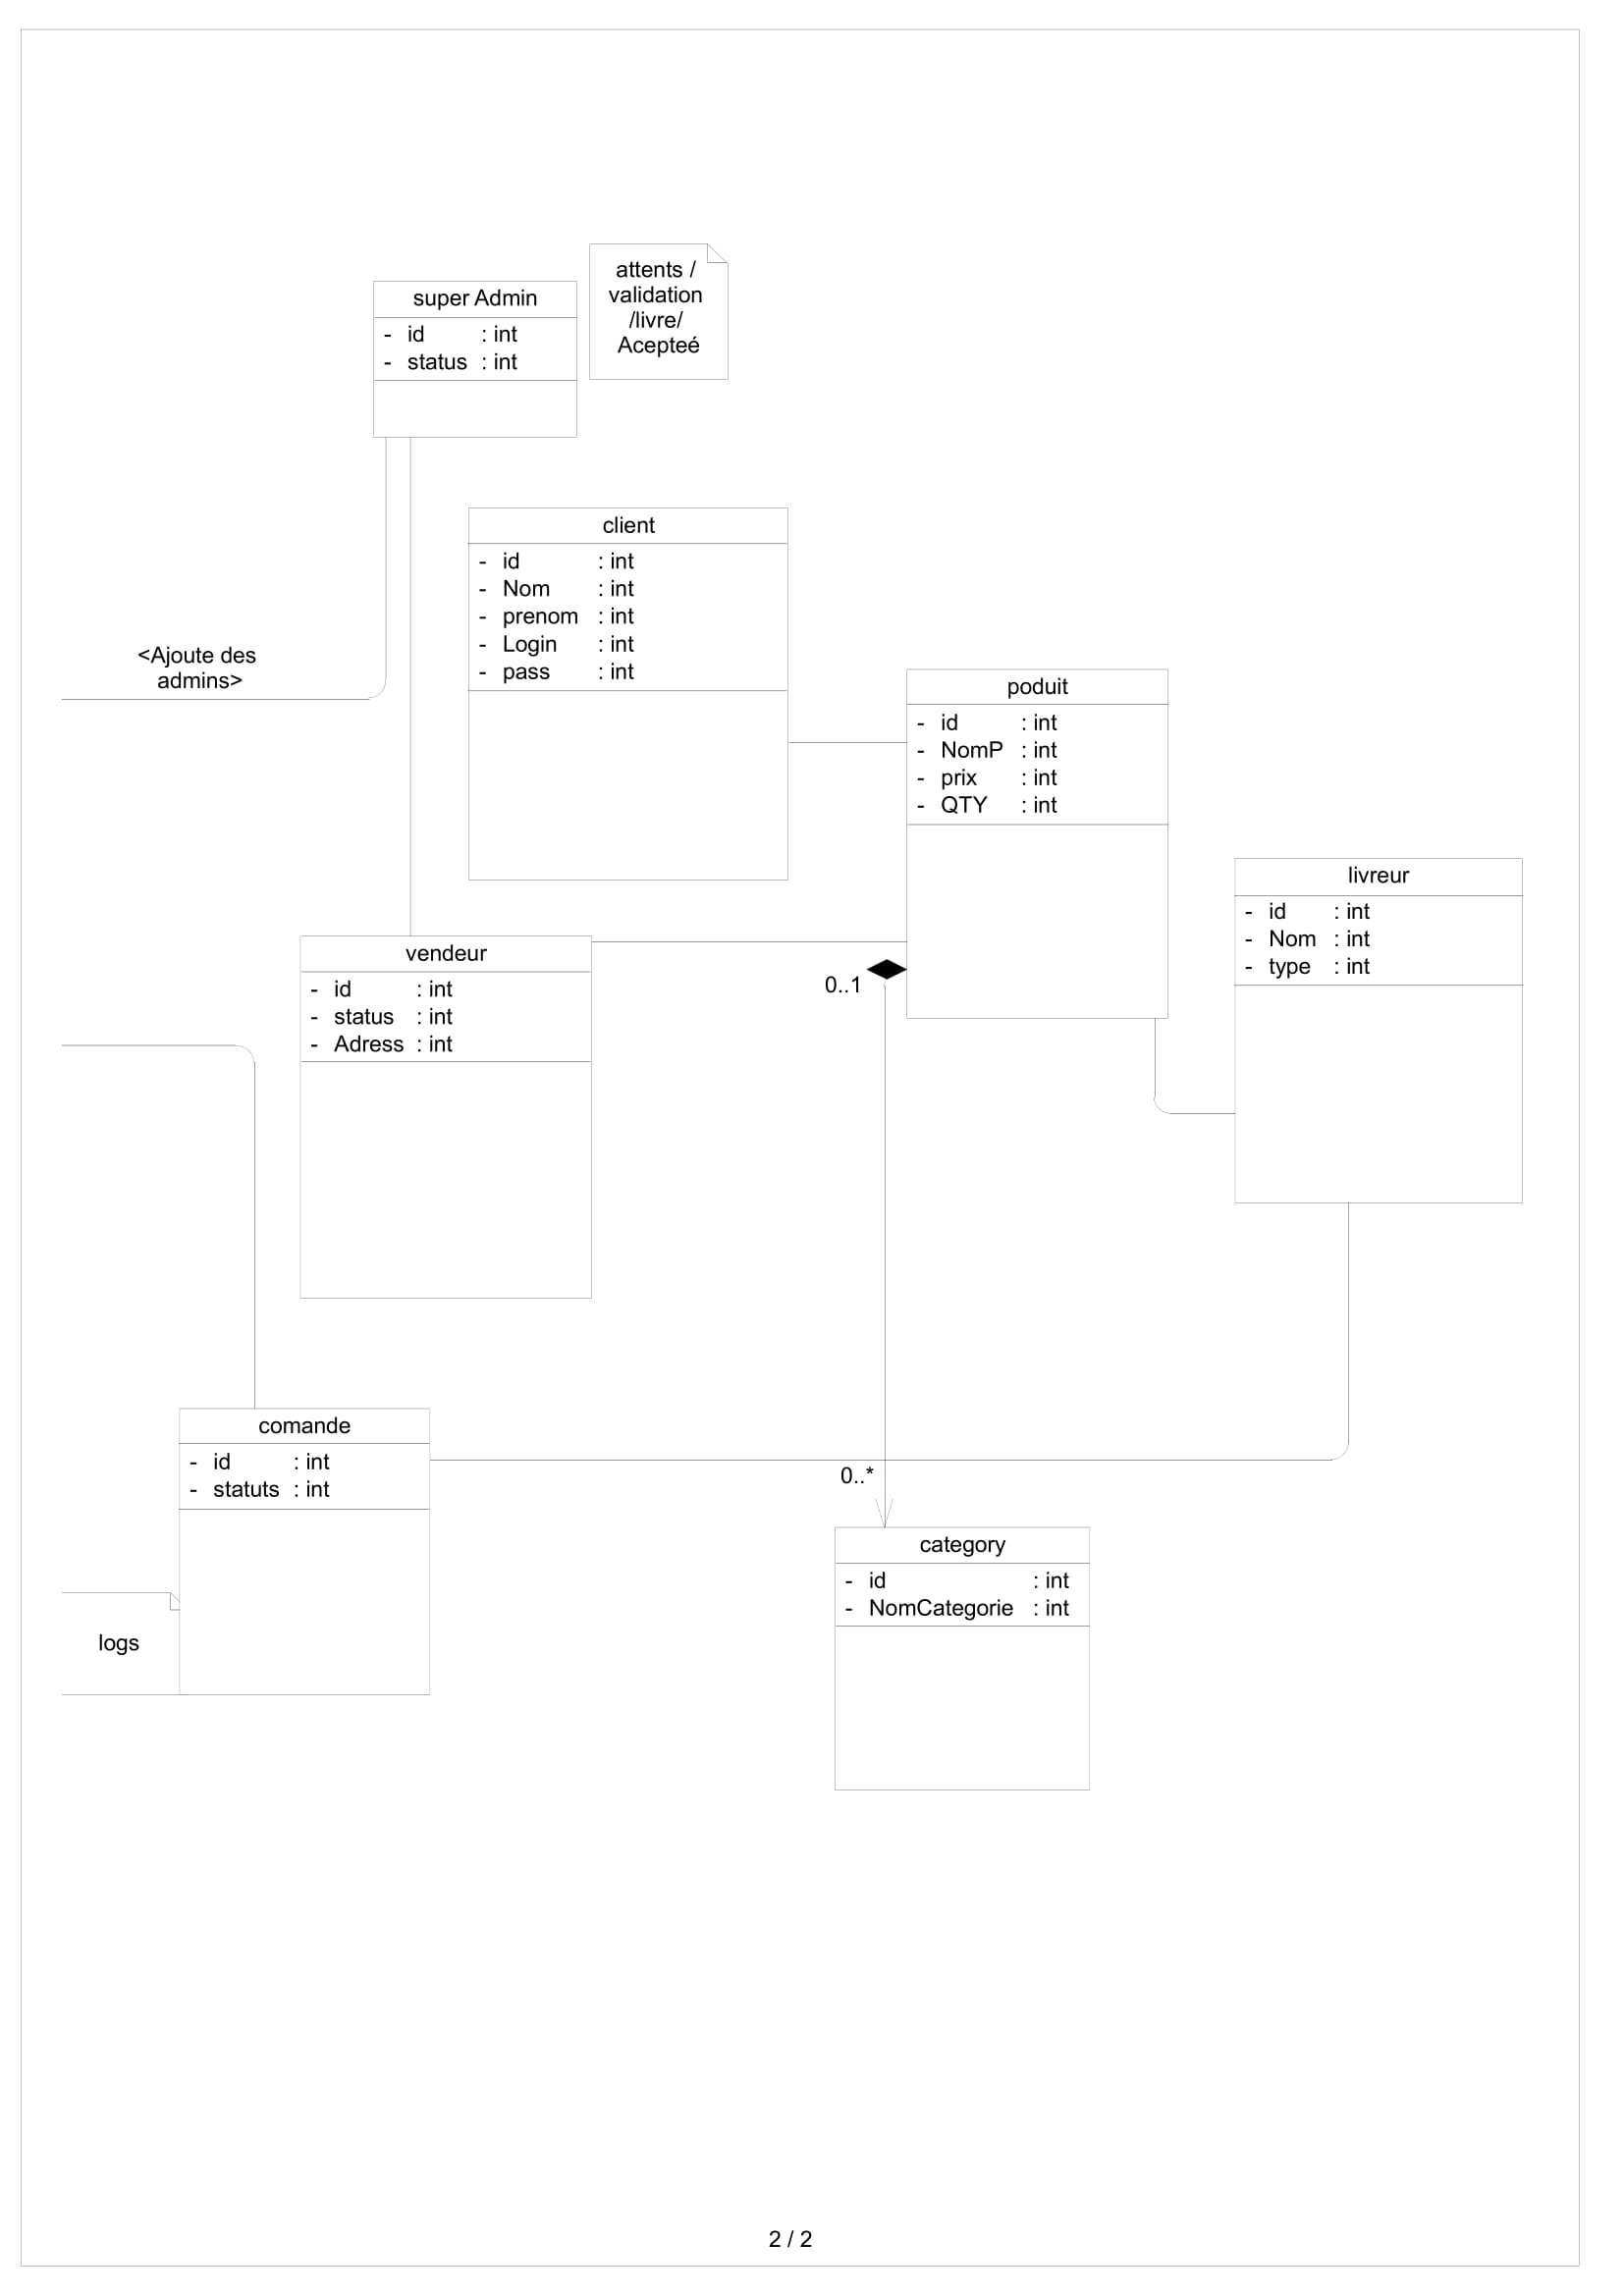 attents /
validation
/livre/
Acepteé
super Admin
- id : int
- status : int
client
- id : int
- Nom : int
- prenom : int
- Login : int
- pass : int
<Ajoute des
admins>
poduit
- id : int
- NomP : int
- prix : int
- QTY : int
livreur
- id : int
- Nom : int
- type : int
vendeur
- id : int
- status : int
- Adress : int
0..1
comande
- id : int
- statuts : int
0..*
category
- id : int
- NomCategorie : int
logs
2 / 2